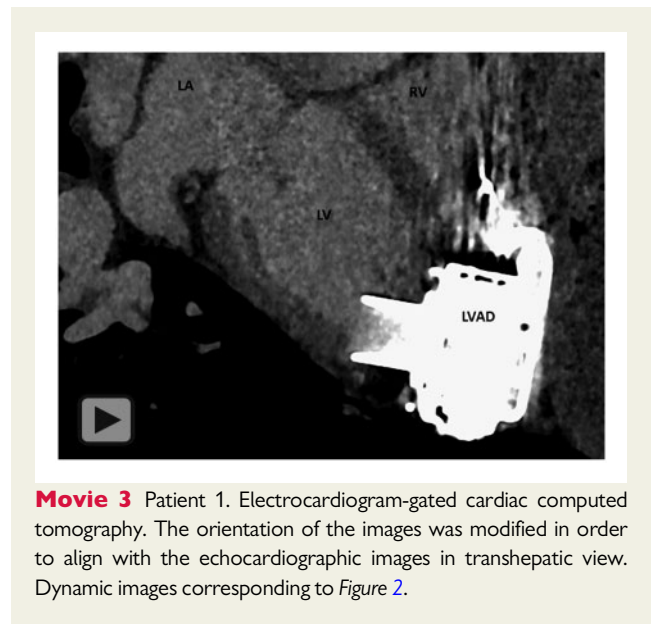 LA
RV
LV
LVAD
Movie 3 Patient 1. Electrocardiogram-gated cardiac computed
tomography. The orientation of the images was modified in order
to align with the echocardiographic images in transhepatic view.
Dynamic images corresponding to Figure 2.